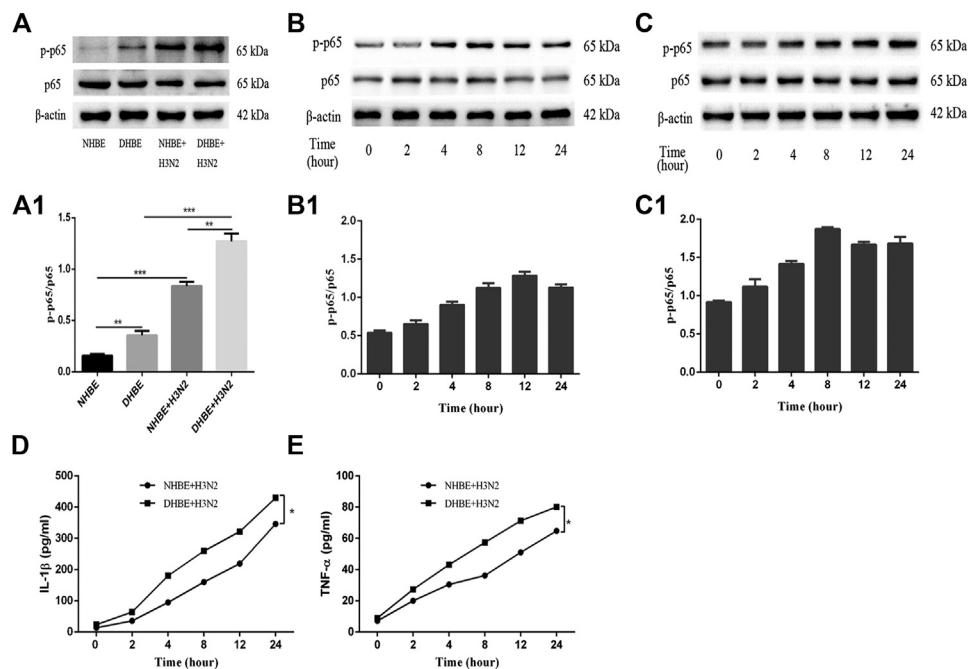 A
p-p65 65 kDa
p65 65 kDa
β-actin 42 kDa
NHBE DHBE NHBE+ DHBE+
H3N2 H3N2
B
p-p65 65 kDa
p65 65 kDa
β-actin 42 kDa
Time 0 2 4 8 12 24
(hour)
C
p-p65 65 kDa
p65 65 kDa
β-actin 42 kDa
Time 0 2 4 8 12 24
(hour)
A1
p-p65/p65
1.5
1.0
0.5
0.0
***
**
***
**
NHBE DHBE NHBE+H3N2 DHBE+H3N2
B1
p-p65/p65
2.0
1.5
1.0
0.5
0.0
0 2 4 8 12 24
Time (hour)
C1
p-p65/p65
2.0
1.5
1.0
0.5
0.0
0 2 4 8 12 24
Time (hour)
D
IL-1β (pg/ml)
500
400
300
200
100
0
NHBE+H3N2
DHBE+H3N2
*
0 2 4 8 12 24
Time (hour)
E
TNF-α (pg/ml)
100
80
60
40
20
0
NHBE+H3N2
DHBE+H3N2
*
0 2 4 8 12 24
Time (hour)